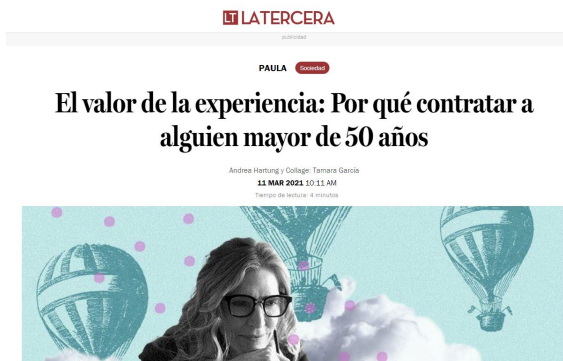 LT LATERCERA
publicidad
PAULA Sociedad
El valor de la experiencia: Por qué contratar a
alguien mayor de 50 años
Andrea Hartung y Collage: Tamara García
11 MAR 2021 10:11 AM
Tiempo de lectura: 4 minutos